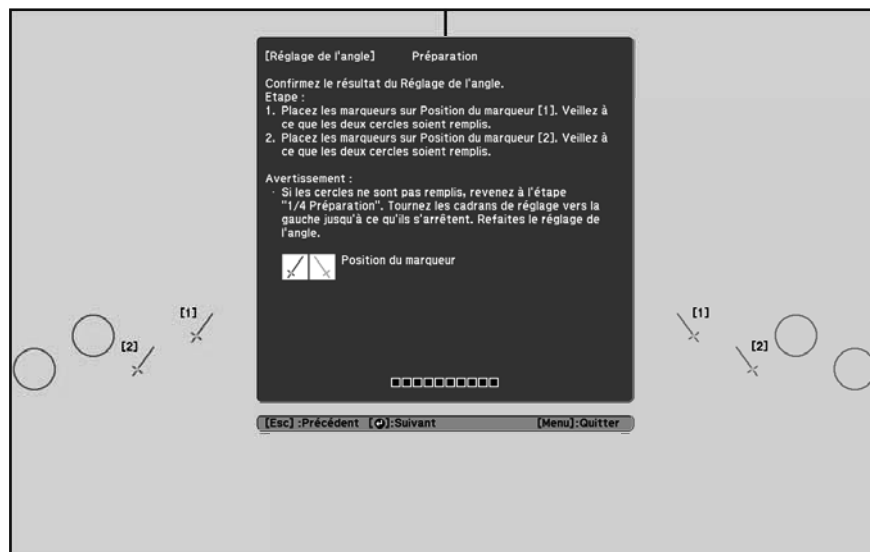 [Réglage de l'angle] Préparation
Confirmez le résultat du Réglage de l'angle.
Etape :
1. Placez les marqueurs sur Position du marqueur [1]. Veillez à
ce que les deux cercles soient remplis.
2. Placez les marqueurs sur Position du marqueur [2]. Veillez à
ce que les deux cercles soient remplis.
Avertissement :
· Si les cercles ne sont pas remplis, revenez à l'étape
"1/4 Préparation". Tournez les cadrans de réglage vers la
gauche jusqu'à ce qu'ils s'arrêtent. Refaites le réglage de
l'angle.
Position du marqueur
[1]
[2]
[1]
[2]
[Esc] :Précédent [⏎]:Suivant [Menu]:Quitter